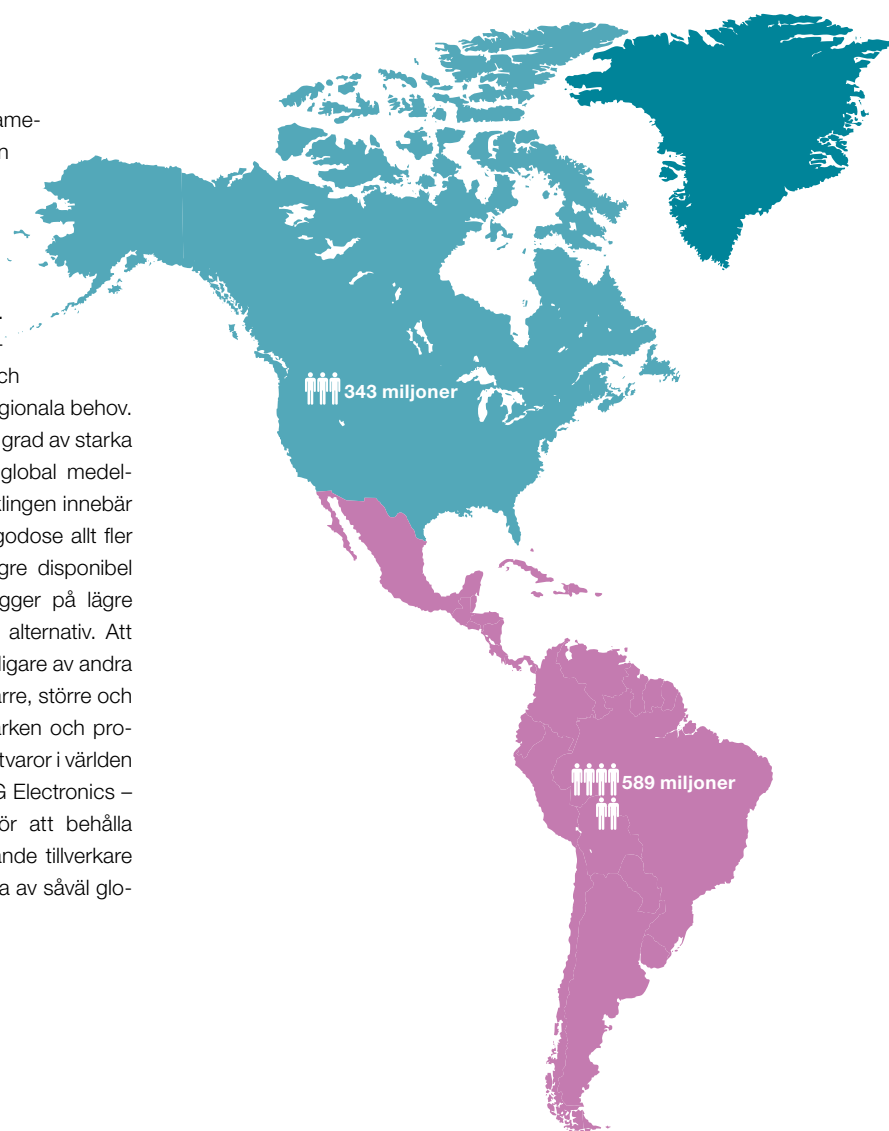 ame-
n
.
-
ch
gionala behov.
grad av starka
global medel-
klingen innebär
godose allt fler
gre disponibel
gger på lägre
alternativ. Att
ligare av andra
arre, större och
arken och pro-
tvaror i världen
G Electronics –
ör att behålla
ande tillverkare
a av såväl glo-
343 miljoner
589 miljoner